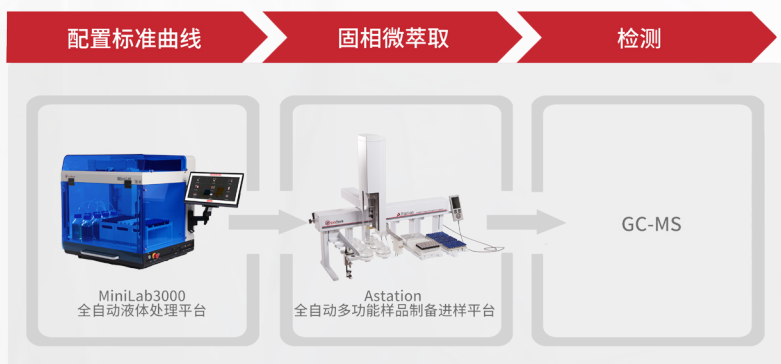 配置标准曲线
固相微萃取
检测
MiniLab3000
全自动液体处理平台
Astation
全自动多功能样品制备进样平台
GC-MS